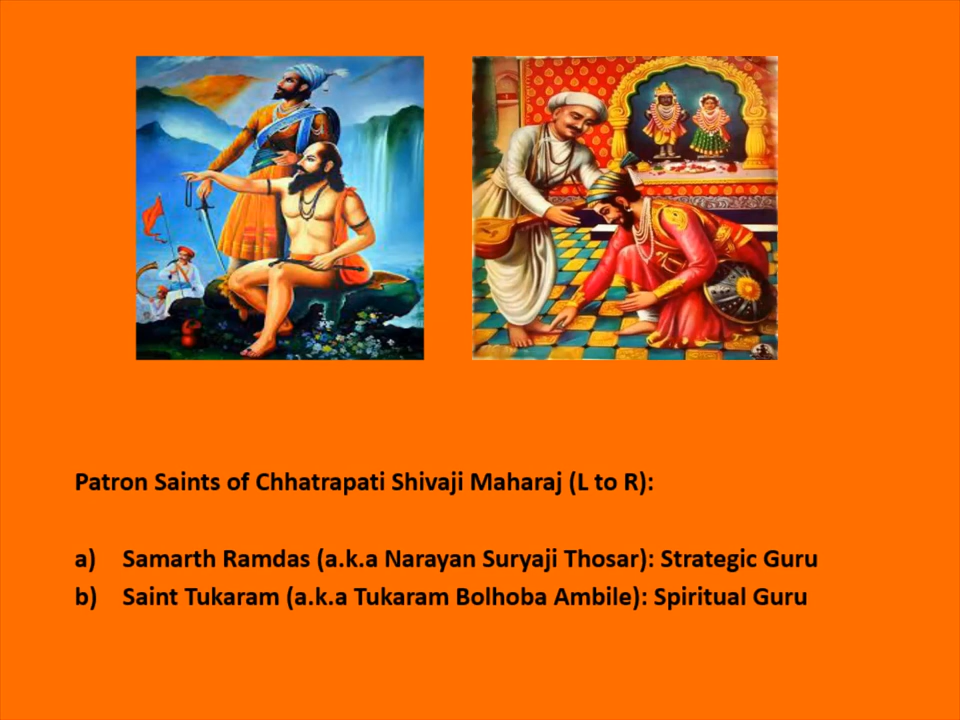 Patron Saints of Chhatrapati Shivaji Maharaj (L to R):
a) Samarth Ramdas (a.k.a Narayan Suryaji Thosar): Strategic Guru
b) Saint Tukaram (a.k.a Tukaram Bolhoba Ambile): Spiritual Guru